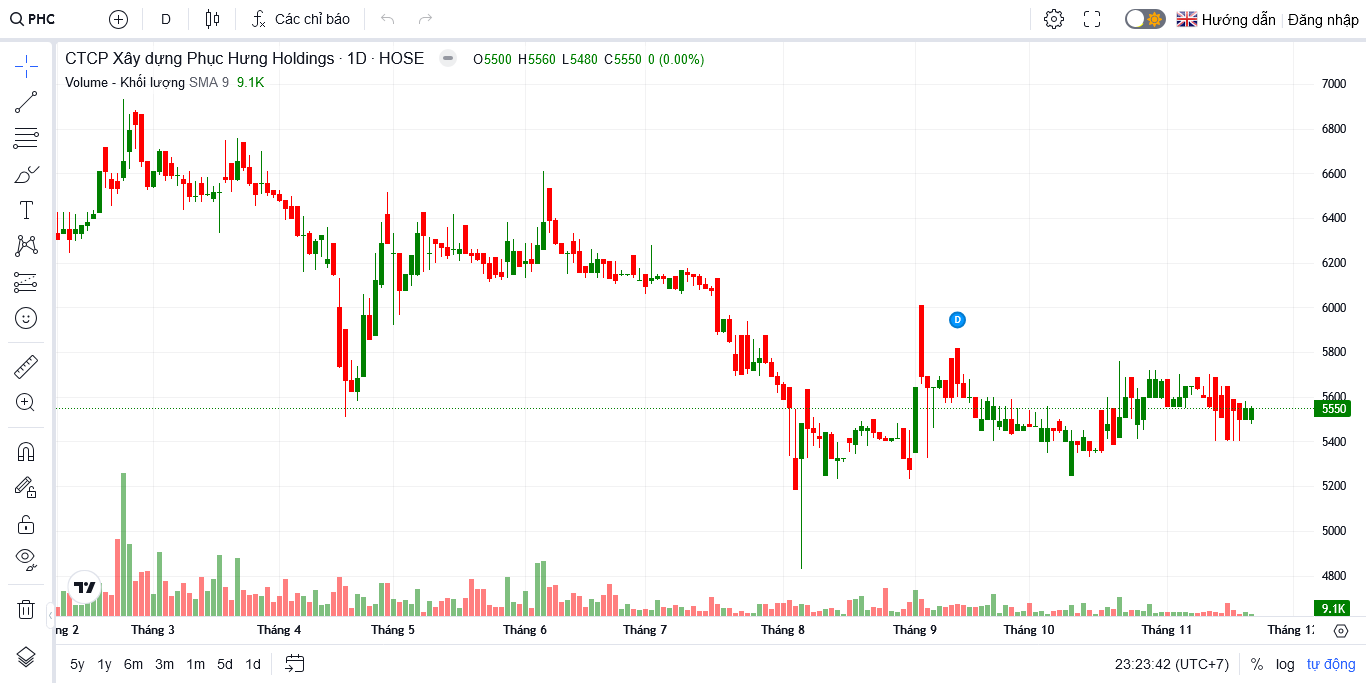 PHC D Các chỉ báo Hướng dẫn Đăng nhập
CTCP Xây dựng Phục Hưng Holdings · 1D · HOSE O5500 H5560 L5480 C5550 0 (0.00%)
Volume - Khối lượng SMA 9 9.1K
7000
6800
6600
6400
6200
6000
D
5800
5600
5550
5400
5200
5000
4800
9.1K
ng 2 Tháng 3 Tháng 4 Tháng 5 Tháng 6 Tháng 7 Tháng 8 Tháng 9 Tháng 10 Tháng 11 Tháng 12
5y 1y 6m 3m 1m 5d 1d 23:23:42 (UTC+7) % log tự động